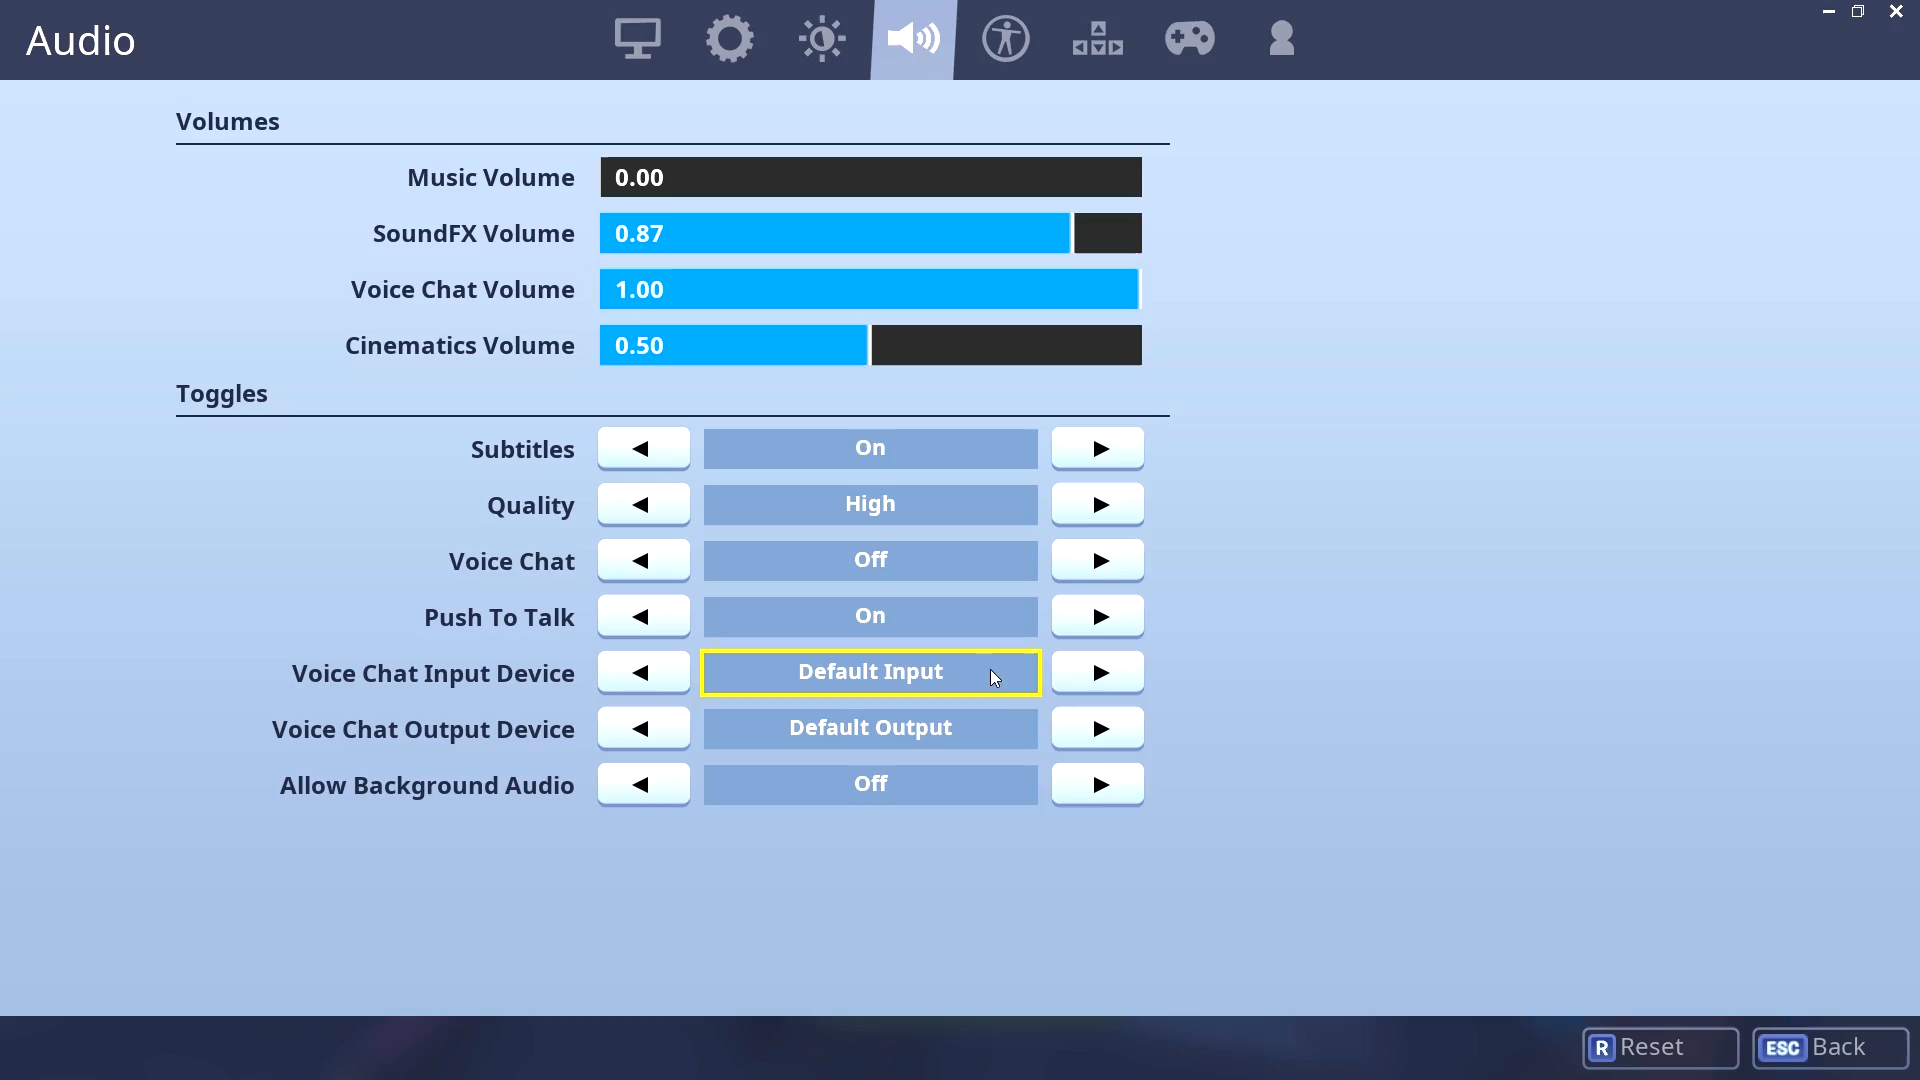 Audio
Volumes
Music Volume 0.00
SoundFX Volume 0.87
Voice Chat Volume 1.00
Cinematics Volume 0.50
Toggles
Subtitles On
Quality High
Voice Chat Off
Push To Talk On
Voice Chat Input Device Default Input
Voice Chat Output Device Default Output
Allow Background Audio Off
R Reset ESC Back